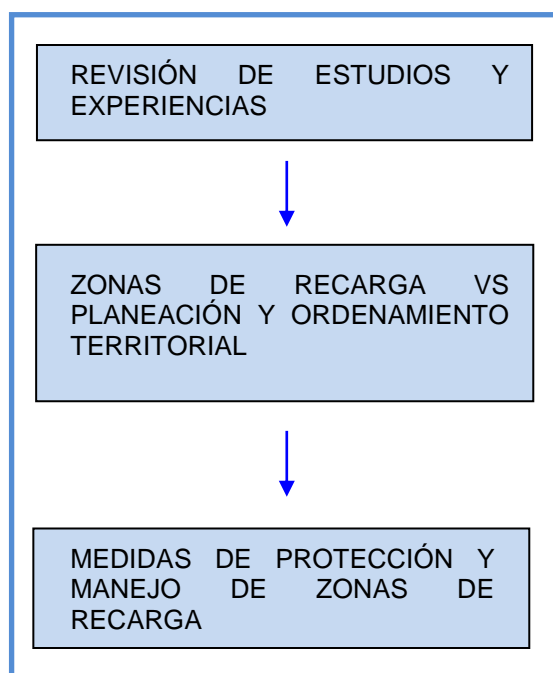 REVISIÓN DE ESTUDIOS Y
EXPERIENCIAS
ZONAS DE RECARGA VS
PLANEACIÓN Y ORDENAMIENTO
TERRITORIAL
MEDIDAS DE PROTECCIÓN Y
MANEJO DE ZONAS DE
RECARGA